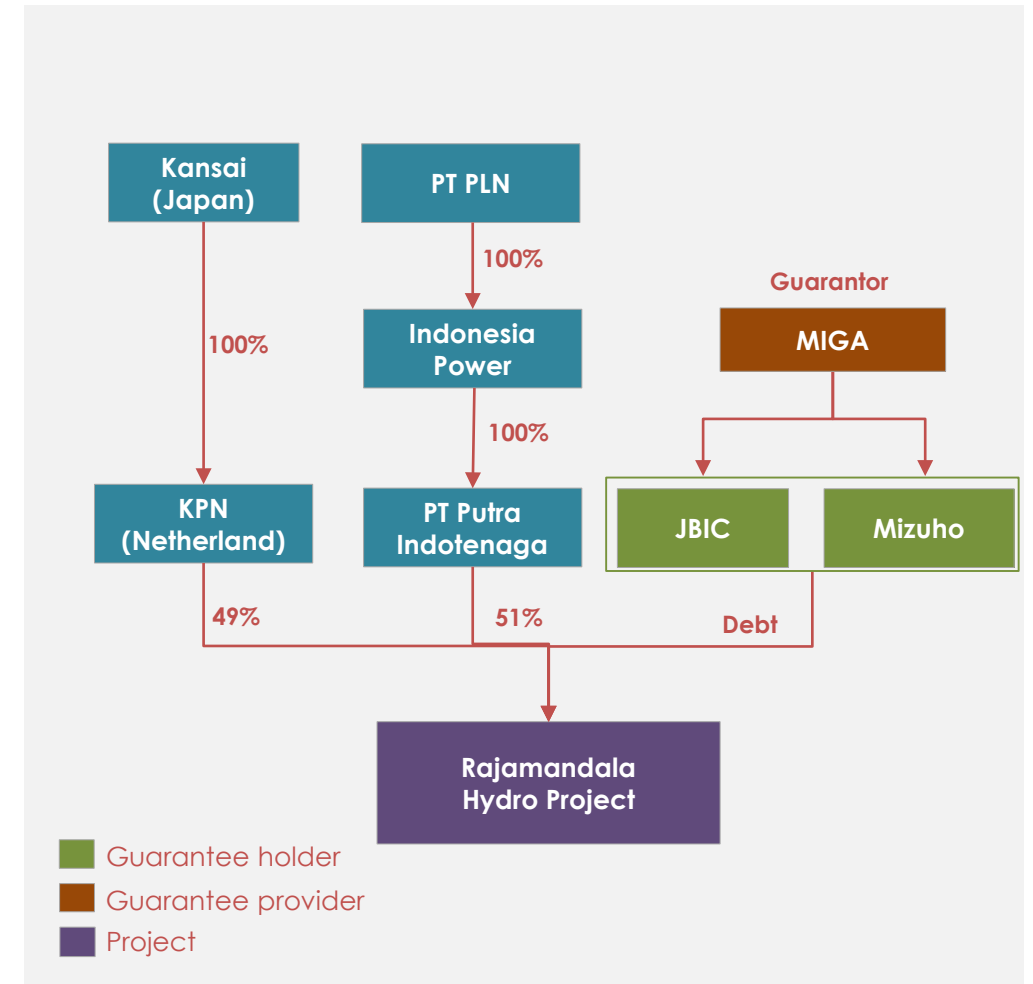 Kansai
(Japan)
PT PLN
100%
Guarantor
Indonesia
Power
MIGA
100%
100%
KPN
(Netherland)
PT Putra
Indotenaga
JBIC
Mizuho
49%
51%
Debt
Rajamandala
Hydro Project
Guarantee holder
Guarantee provider
Project